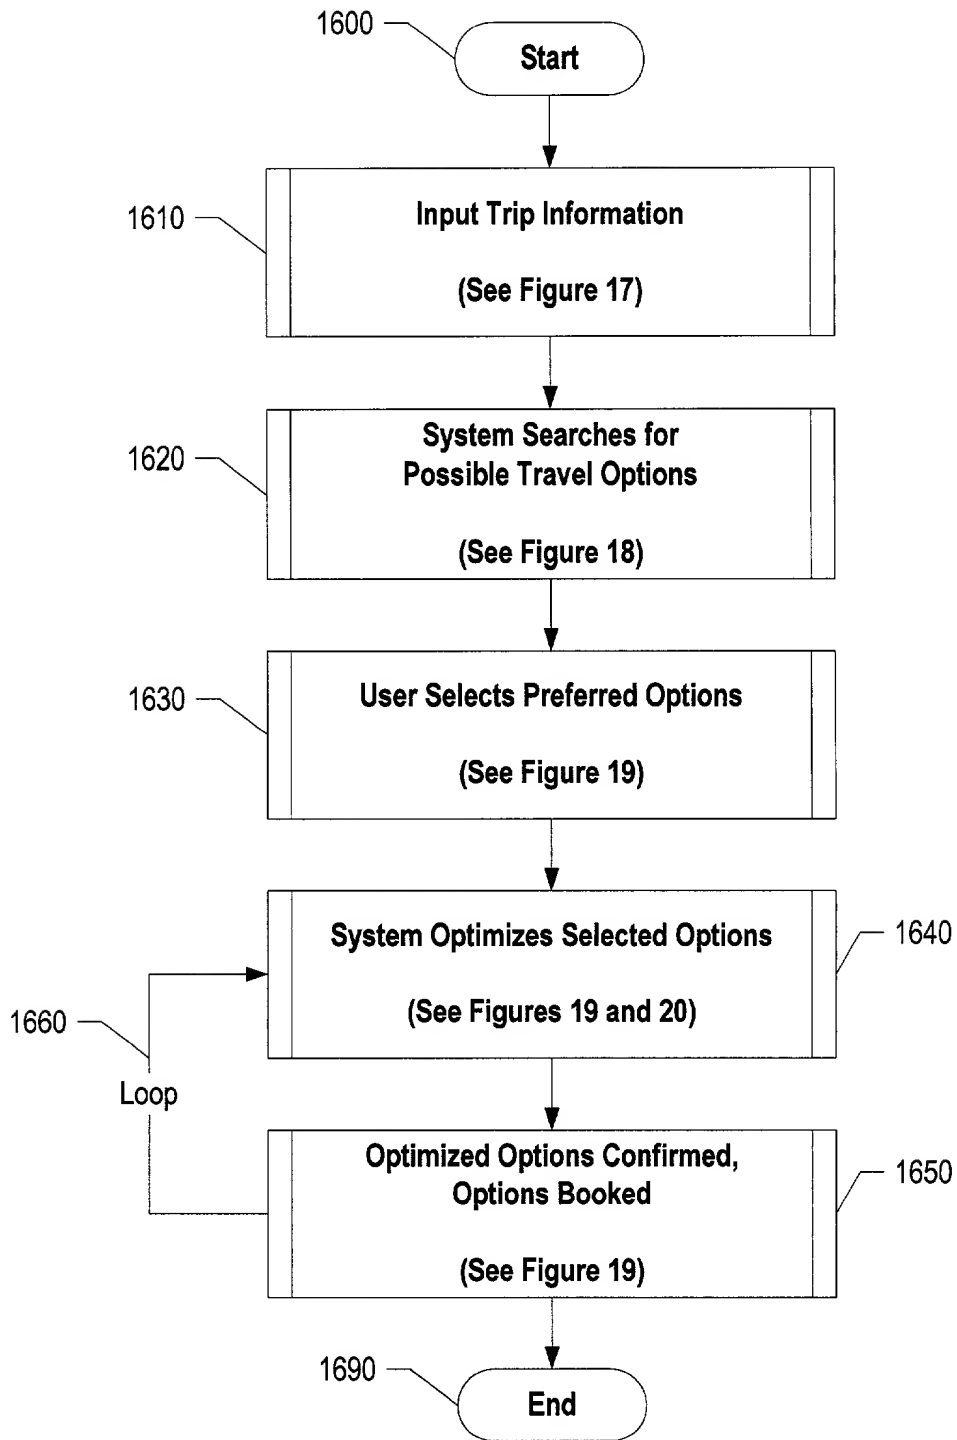 1600
Start
1610
Input Trip Information
(See Figure 17)
1620
System Searches for
Possible Travel Options
(See Figure 18)
1630
User Selects Preferred Options
(See Figure 19)
System Optimizes Selected Options
1640
(See Figures 19 and 20)
1660
Loop
Optimized Options Confirmed,
Options Booked
1650
(See Figure 19)
1690
End